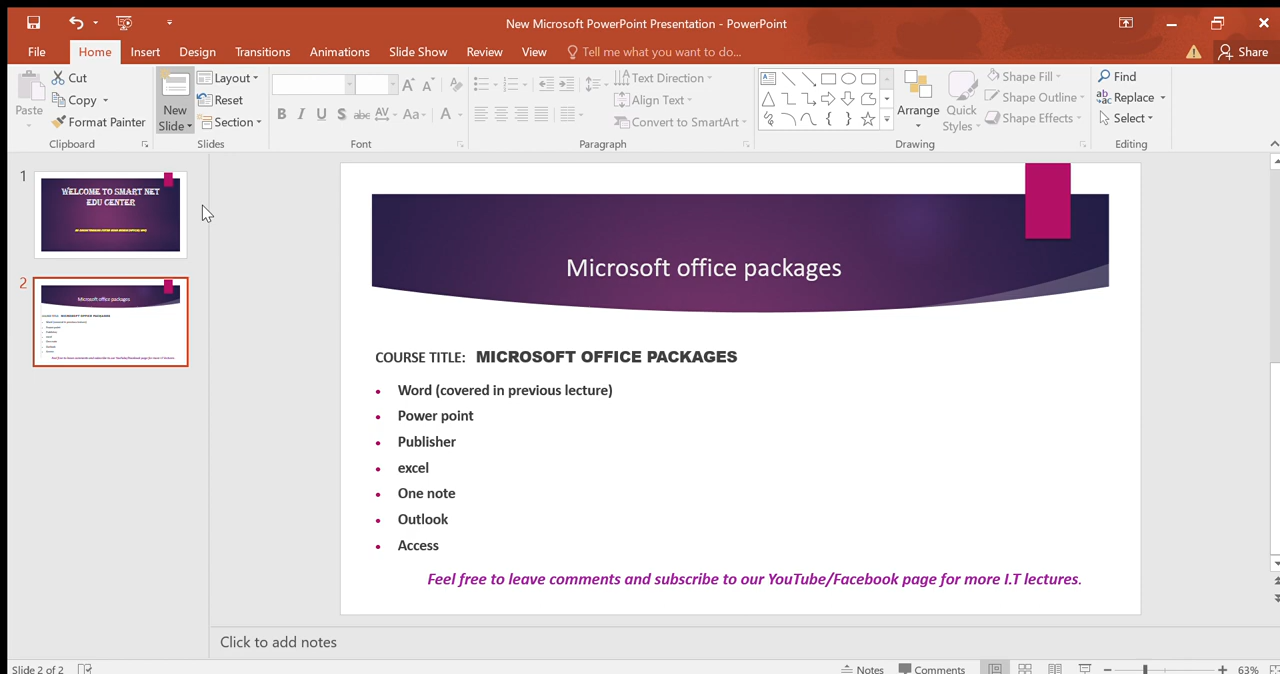 New Microsoft PowerPoint Presentation - PowerPoint
File Home Insert Design Transitions Animations Slide Show Review View Tell me what you want to do... Share
Paste Cut Copy Format Painter
Clipboard
New Slide Layout Reset Section
Slides
B I U S abc AV Aa A
Font
Text Direction
Align Text
Convert to SmartArt
Paragraph
Arrange Quick Styles
Shape Fill
Shape Outline
Shape Effects
Drawing
Find
Replace
Select
Editing
1
WELCOME TO SMART NET
EDU CENTER
2
Microsoft office packages
Microsoft office packages
COURSE TITLE: MICROSOFT OFFICE PACKAGES
• Word (covered in previous lecture)
• Power point
• Publisher
• excel
• One note
• Outlook
• Access
Feel free to leave comments and subscribe to our YouTube/Facebook page for more I.T lectures.
Click to add notes
Slide 2 of 2 Notes Comments 63%